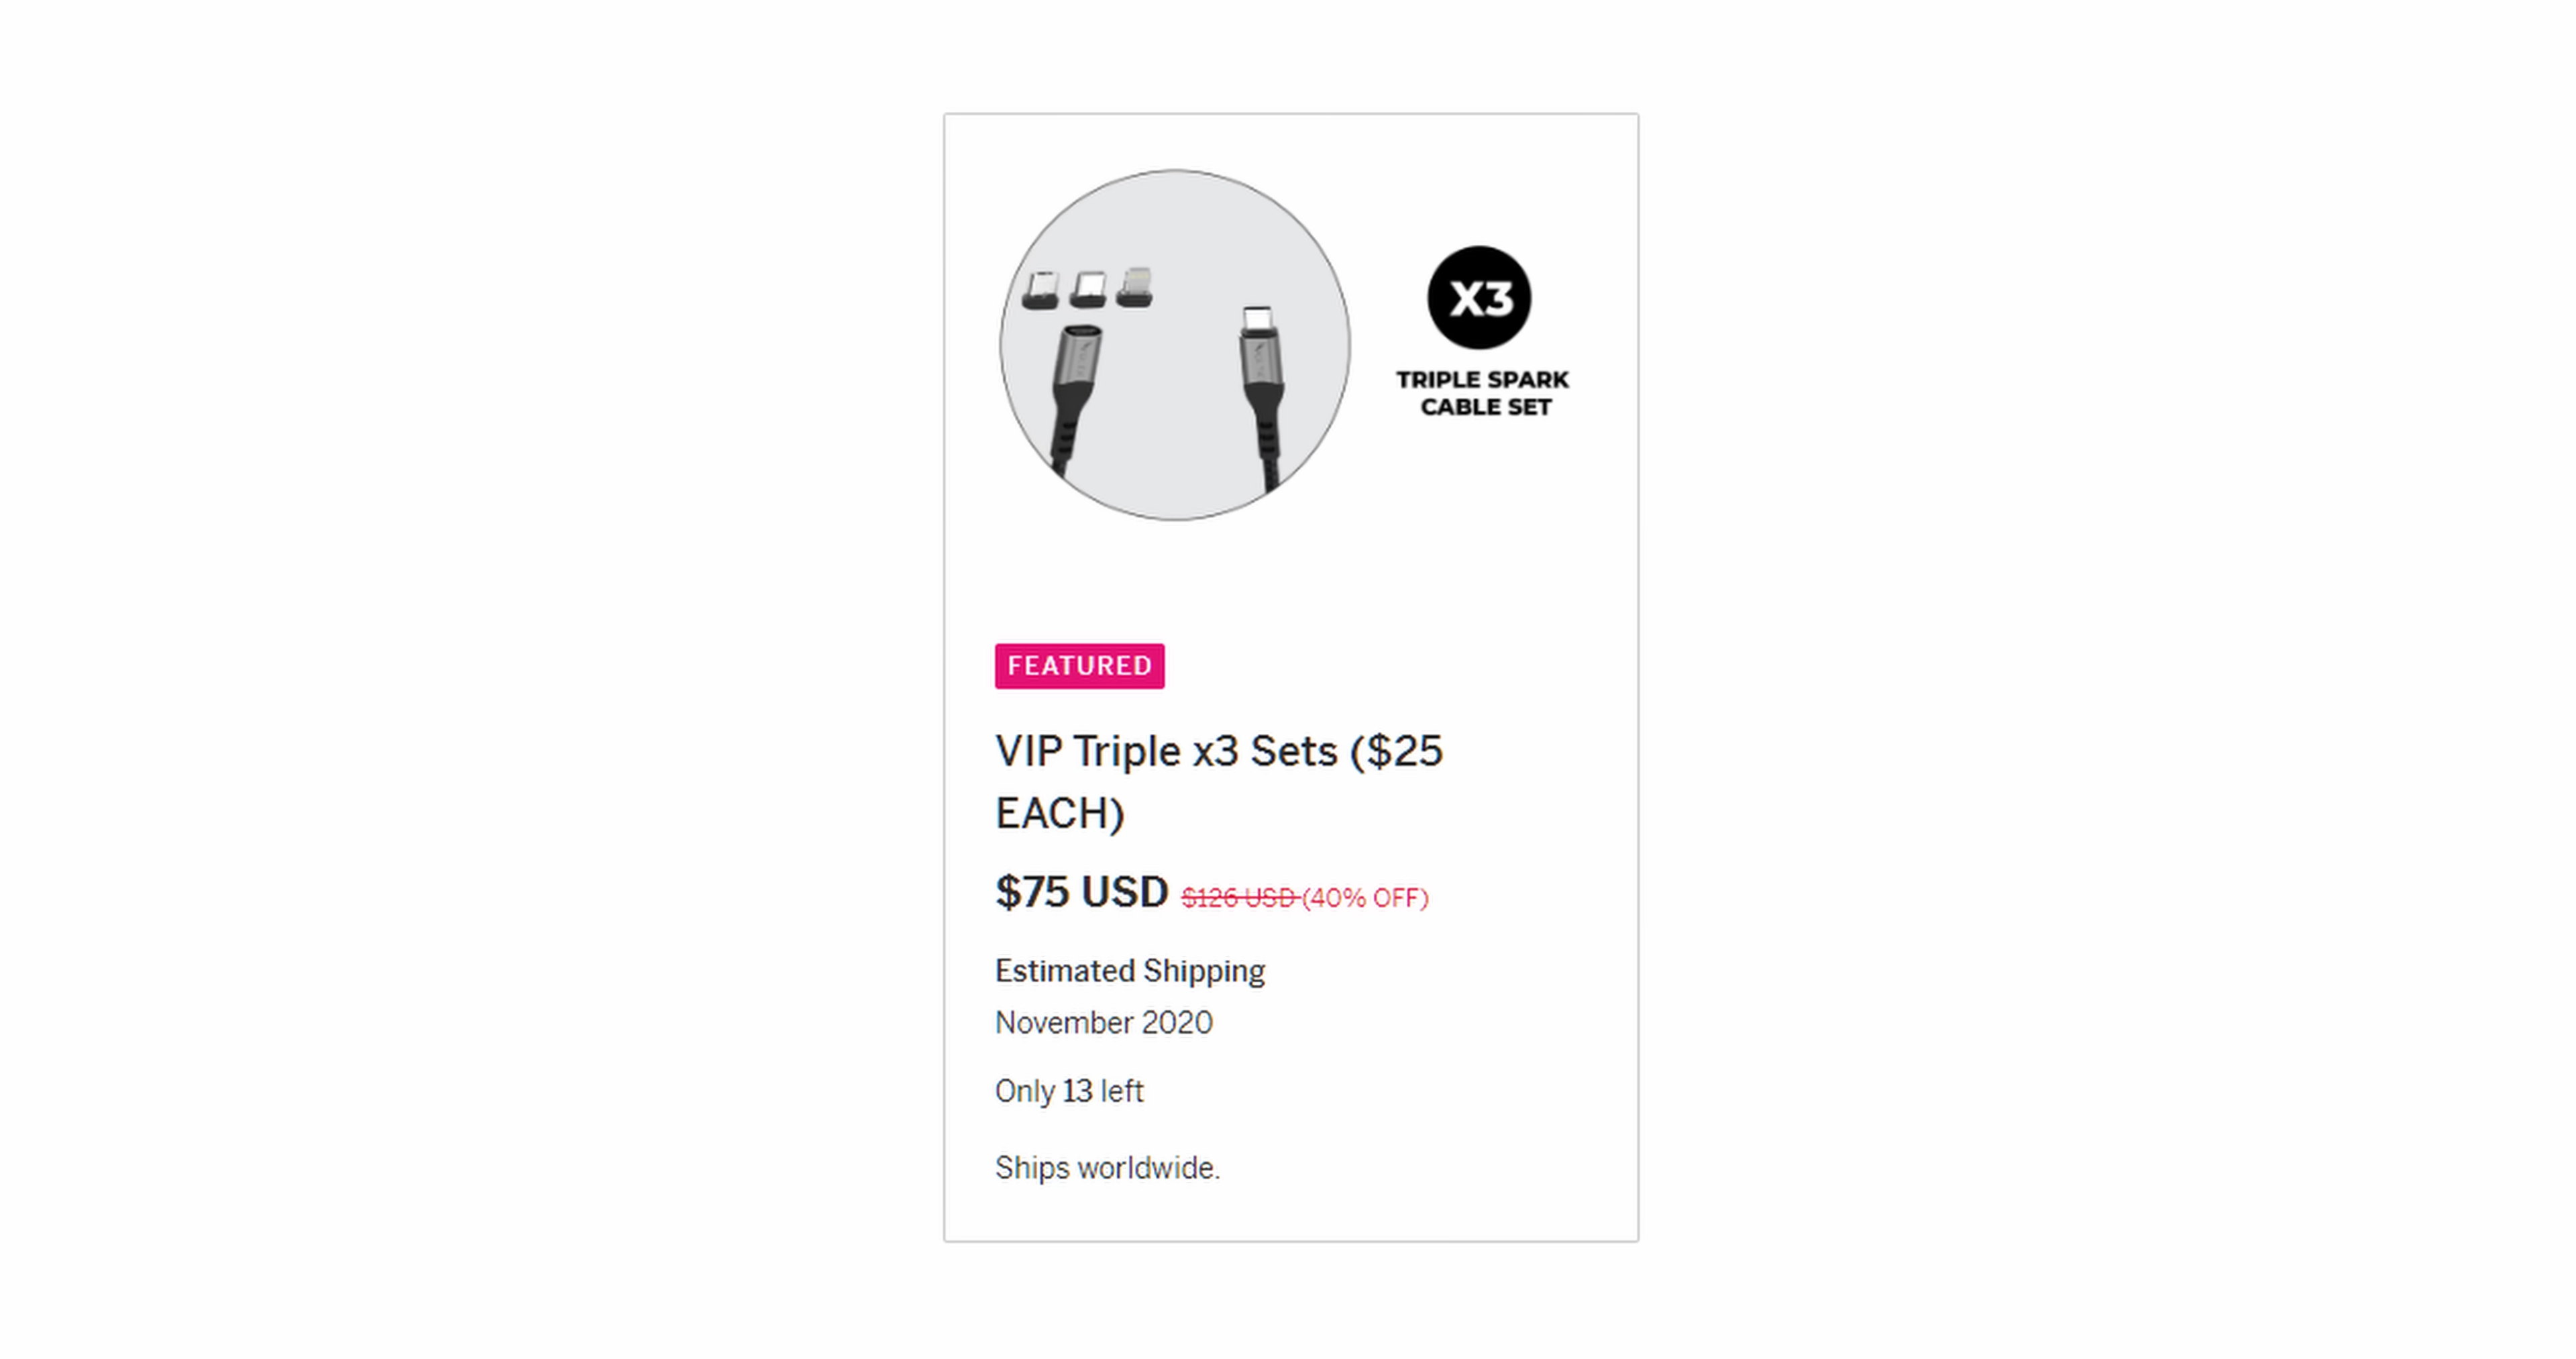 X3
TRIPLE SPARK
CABLE SET
FEATURED
VIP Triple x3 Sets ($25
EACH)
$75 USD $126 USD (40% OFF)
Estimated Shipping
November 2020
Only 13 left
Ships worldwide.